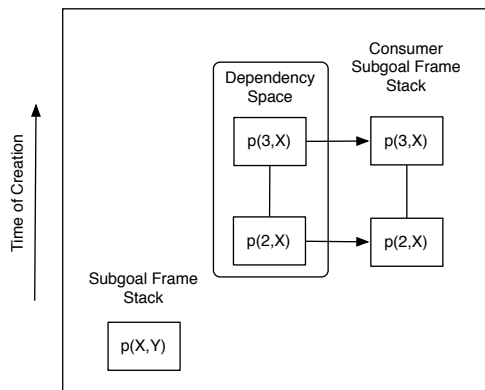 Consumer
Subgoal Frame
Stack
Dependency
Space
p(3,X)
p(3,X)
p(2,X)
p(2,X)
Time of Creation
Subgoal Frame
Stack
p(X,Y)